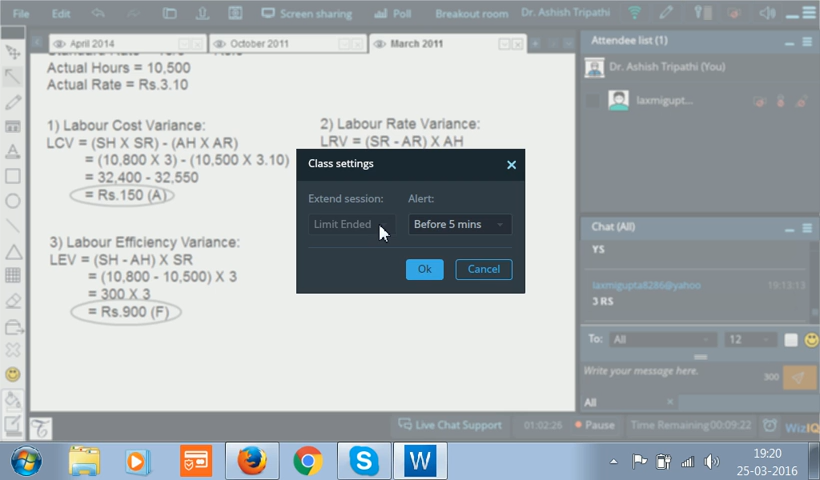 File
Edit
Screen sharing
Poll
Breakout room
Dr. Ashish Tripathi
April 2014
October 2011
March 2011
Actual Hours = 10,500
Actual Rate = Rs.3.10
1) Labour Cost Variance:
LCV = (SH X SR) - (AH X AR)
= (10,800 X 3) - (10,500 X 3.10)
= 32,400 - 32,550
= Rs.150 (A)
2) Labour Rate Variance:
LRV = (SR - AR) X AH
3) Labour Efficiency Variance:
LEV = (SH - AH) X SR
= (10,800 - 10,500) X 3
= 300 X 3
= Rs.900 (F)
Class settings
Extend session:
Alert:
Limit Ended
Before 5 mins
Ok
Cancel
Attendee list (1)
Dr. Ashish Tripathi (You)
laxmigupt...
Chat (All)
YS
laxmigupta8286@yahoo
19:13:13
3 RS
To:
All
12
Write your message here.
300
All
Live Chat Support
01:02:26
Pause
Time Remaining
00:09:22
WizIQ
W
19:20
25-03-2016